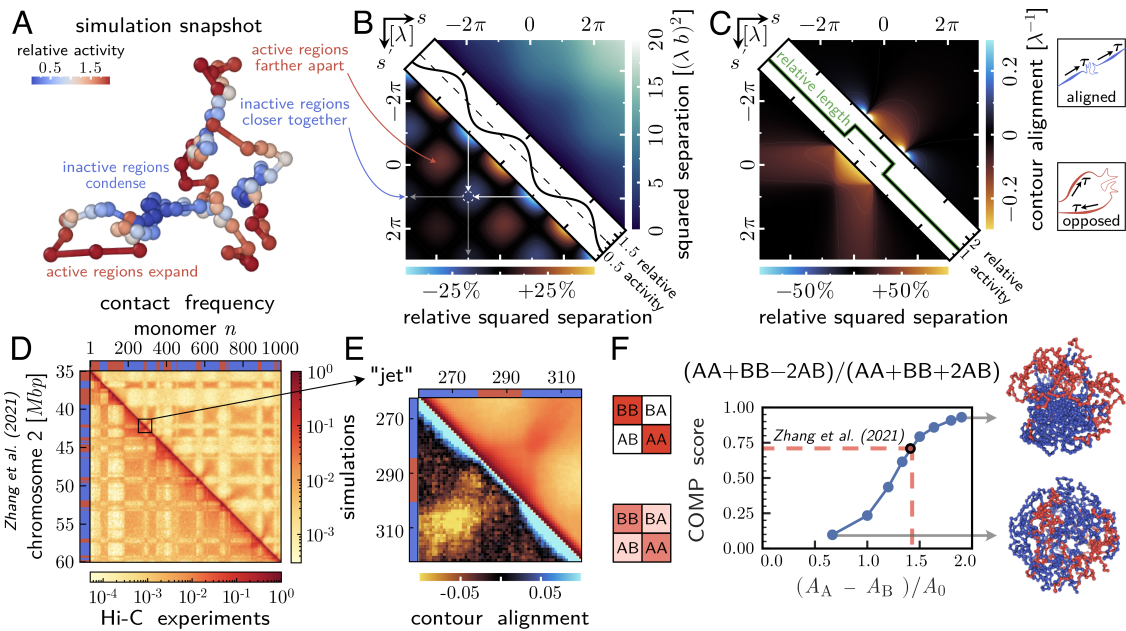 A
simulation snapshot
relative activity
0.5 1.5
active regions
farther apart
inactive regions
closer together
inactive regions
condense
active regions expand
B
s
[λ]
s′
−2π 0 2π
−2π
0
2π
20
15
10
5
0
squared separation [(λ b)²]
1.5 relative
0.5 activity
−25% +25%
relative squared separation
C
s
[λ]
s′
−2π 0 2π
relative length
0.2
0
−0.2
contour alignment [λ⁻¹]
2 relative
1 activity
−50% +50%
relative squared separation
τ
τ
aligned
τ
τ
opposed
contact frequency
monomer n
D
1 200 400 600 800 1000
35
40
45
50
55
60
Zhang et al. (2021)
chromosome 2 [Mbp]
10⁰
10⁻¹
10⁻²
10⁻³
simulations
10⁻⁴ 10⁻³ 10⁻² 10⁻¹ 10⁰
Hi-C experiments
E
"jet"
270 290 310
270
290
310
-0.05 0.05
contour alignment
F
(AA+BB−2AB)/(AA+BB+2AB)
BB BA
AB AA
BB BA
AB AA
1.00
0.75
0.50
0.25
0.00
COMP score
Zhang et al. (2021)
0.0 0.5 1.0 1.5 2.0
(A_A − A_B )/A_0